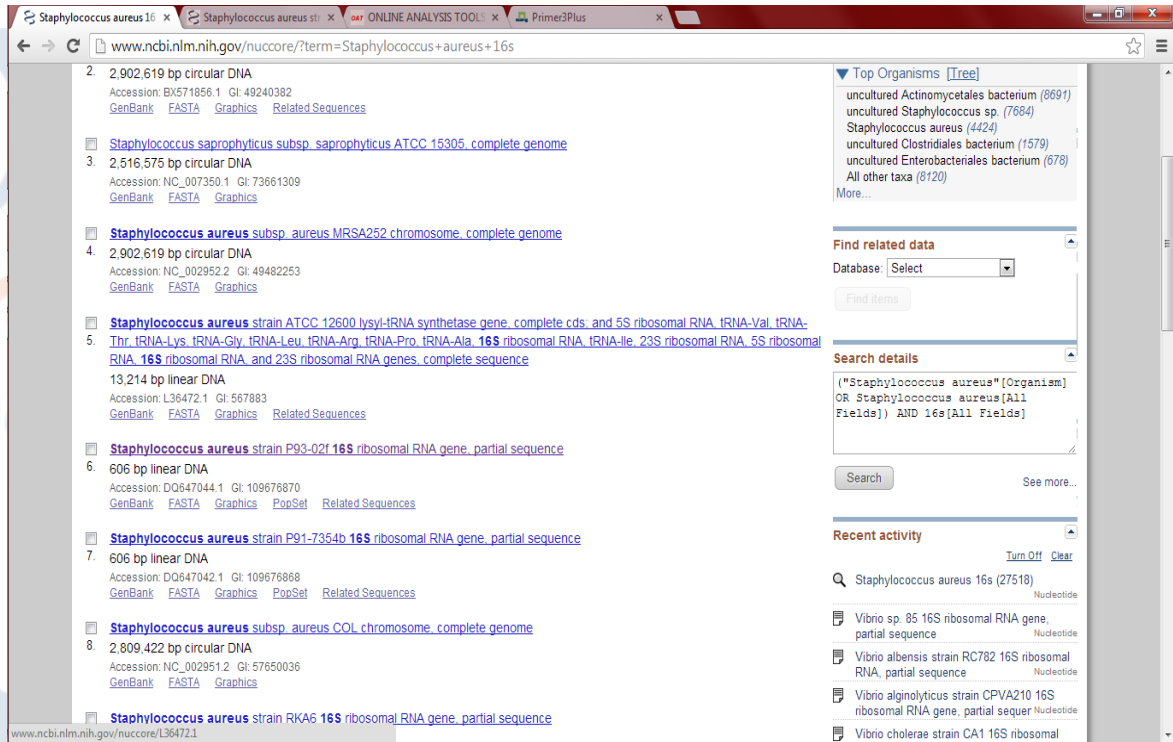 Staphylococcus aureus 16
Staphylococcus aureus str
OAT ONLINE ANALYSIS TOOLS
Primer3Plus
www.ncbi.nlm.nih.gov/nuccore/?term=Staphylococcus+aureus+16s
2. 2,902,619 bp circular DNA
Accession: BX571856.1 GI: 49240382
GenBank FASTA Graphics Related Sequences
Staphylococcus saprophyticus subsp. saprophyticus ATCC 15305, complete genome
3. 2,516,575 bp circular DNA
Accession: NC_007350.1 GI: 73661309
GenBank FASTA Graphics
Staphylococcus aureus subsp. aureus MRSA252 chromosome, complete genome
4. 2,902,619 bp circular DNA
Accession: NC_002952.2 GI: 49482253
GenBank FASTA Graphics
Staphylococcus aureus strain ATCC 12600 lysyl-tRNA synthetase gene, complete cds; and 5S ribosomal RNA, tRNA-Val, tRNA-
5. Thr, tRNA-Lys, tRNA-Gly, tRNA-Leu, tRNA-Arg, tRNA-Pro, tRNA-Ala, 16S ribosomal RNA, tRNA-Ile, 23S ribosomal RNA, 5S ribosomal
RNA, 16S ribosomal RNA, and 23S ribosomal RNA genes, complete sequence
13,214 bp linear DNA
Accession: L36472.1 GI: 567883
GenBank FASTA Graphics Related Sequences
Staphylococcus aureus strain P93-02f 16S ribosomal RNA gene, partial sequence
6. 606 bp linear DNA
Accession: DQ647044.1 GI: 109676870
GenBank FASTA Graphics PopSet Related Sequences
Staphylococcus aureus strain P91-7354b 16S ribosomal RNA gene, partial sequence
7. 606 bp linear DNA
Accession: DQ647042.1 GI: 109676868
GenBank FASTA Graphics PopSet Related Sequences
Staphylococcus aureus subsp. aureus COL chromosome, complete genome
8. 2,809,422 bp circular DNA
Accession: NC_002951.2 GI: 57650036
GenBank FASTA Graphics
Staphylococcus aureus strain RKA6 16S ribosomal RNA gene, partial sequence
www.ncbi.nlm.nih.gov/nuccore/L36472.1
Top Organisms [Tree]
uncultured Actinomycetales bacterium (8691)
uncultured Staphylococcus sp. (7684)
Staphylococcus aureus (4424)
uncultured Clostridiales bacterium (1579)
uncultured Enterobacteriales bacterium (678)
All other taxa (8120)
More...
Find related data
Database: Select
Find items
Search details
("Staphylococcus aureus"[Organism]
OR Staphylococcus aureus[All
Fields]) AND 16s[All Fields]
Search
See more...
Recent activity
Turn Off Clear
Staphylococcus aureus 16s (27518)
Nucleotide
Vibrio sp. 85 16S ribosomal RNA gene,
partial sequence Nucleotide
Vibrio albensis strain RC782 16S ribosomal
RNA, partial sequence Nucleotide
Vibrio alginolyticus strain CPVA210 16S
ribosomal RNA gene, partial sequer Nucleotide
Vibrio cholerae strain CA1 16S ribosomal